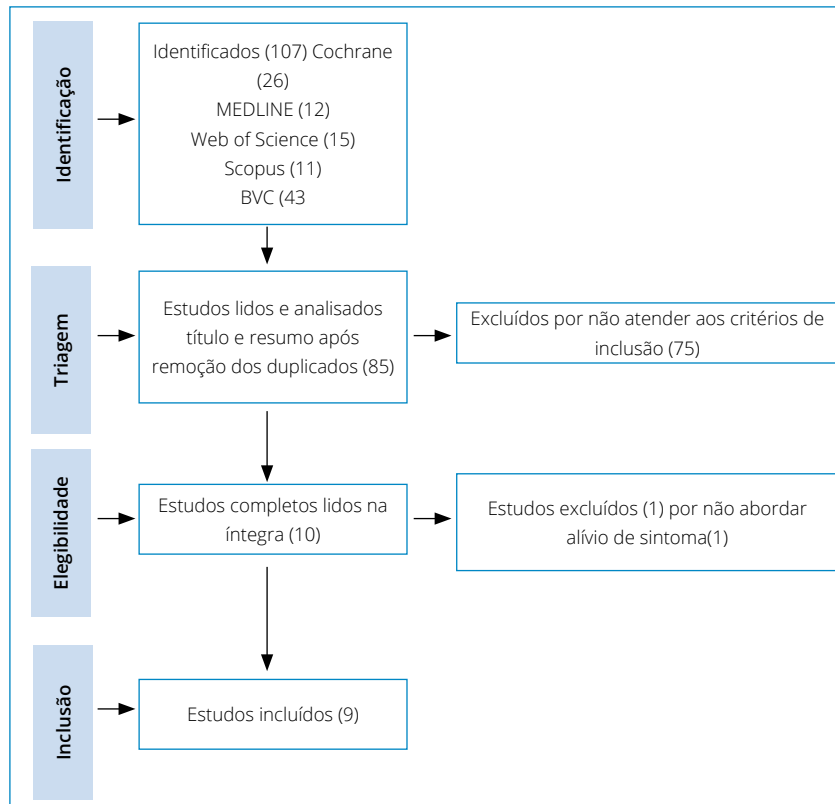 Identificação
Identificados (107) Cochrane
(26)
MEDLINE (12)
Web of Science (15)
Scopus (11)
BVC (43
Triagem
Estudos lidos e analisados
título e resumo após
remoção dos duplicados (85)
Excluídos por não atender aos critérios de
inclusão (75)
Elegibilidade
Estudos completos lidos na
íntegra (10)
Estudos excluídos (1) por não abordar
alívio de sintoma(1)
Inclusão
Estudos incluídos (9)